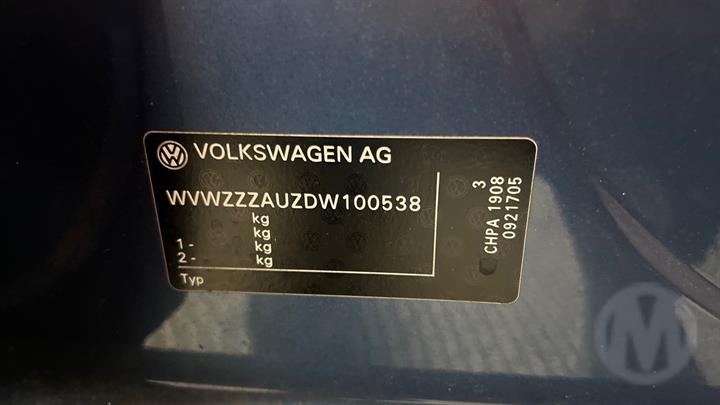 VOLKSWAGEN AG
WVWZZZAUZDW100538
kg
kg
1- kg
2- kg
Typ
3
CHPA 1908
0921705